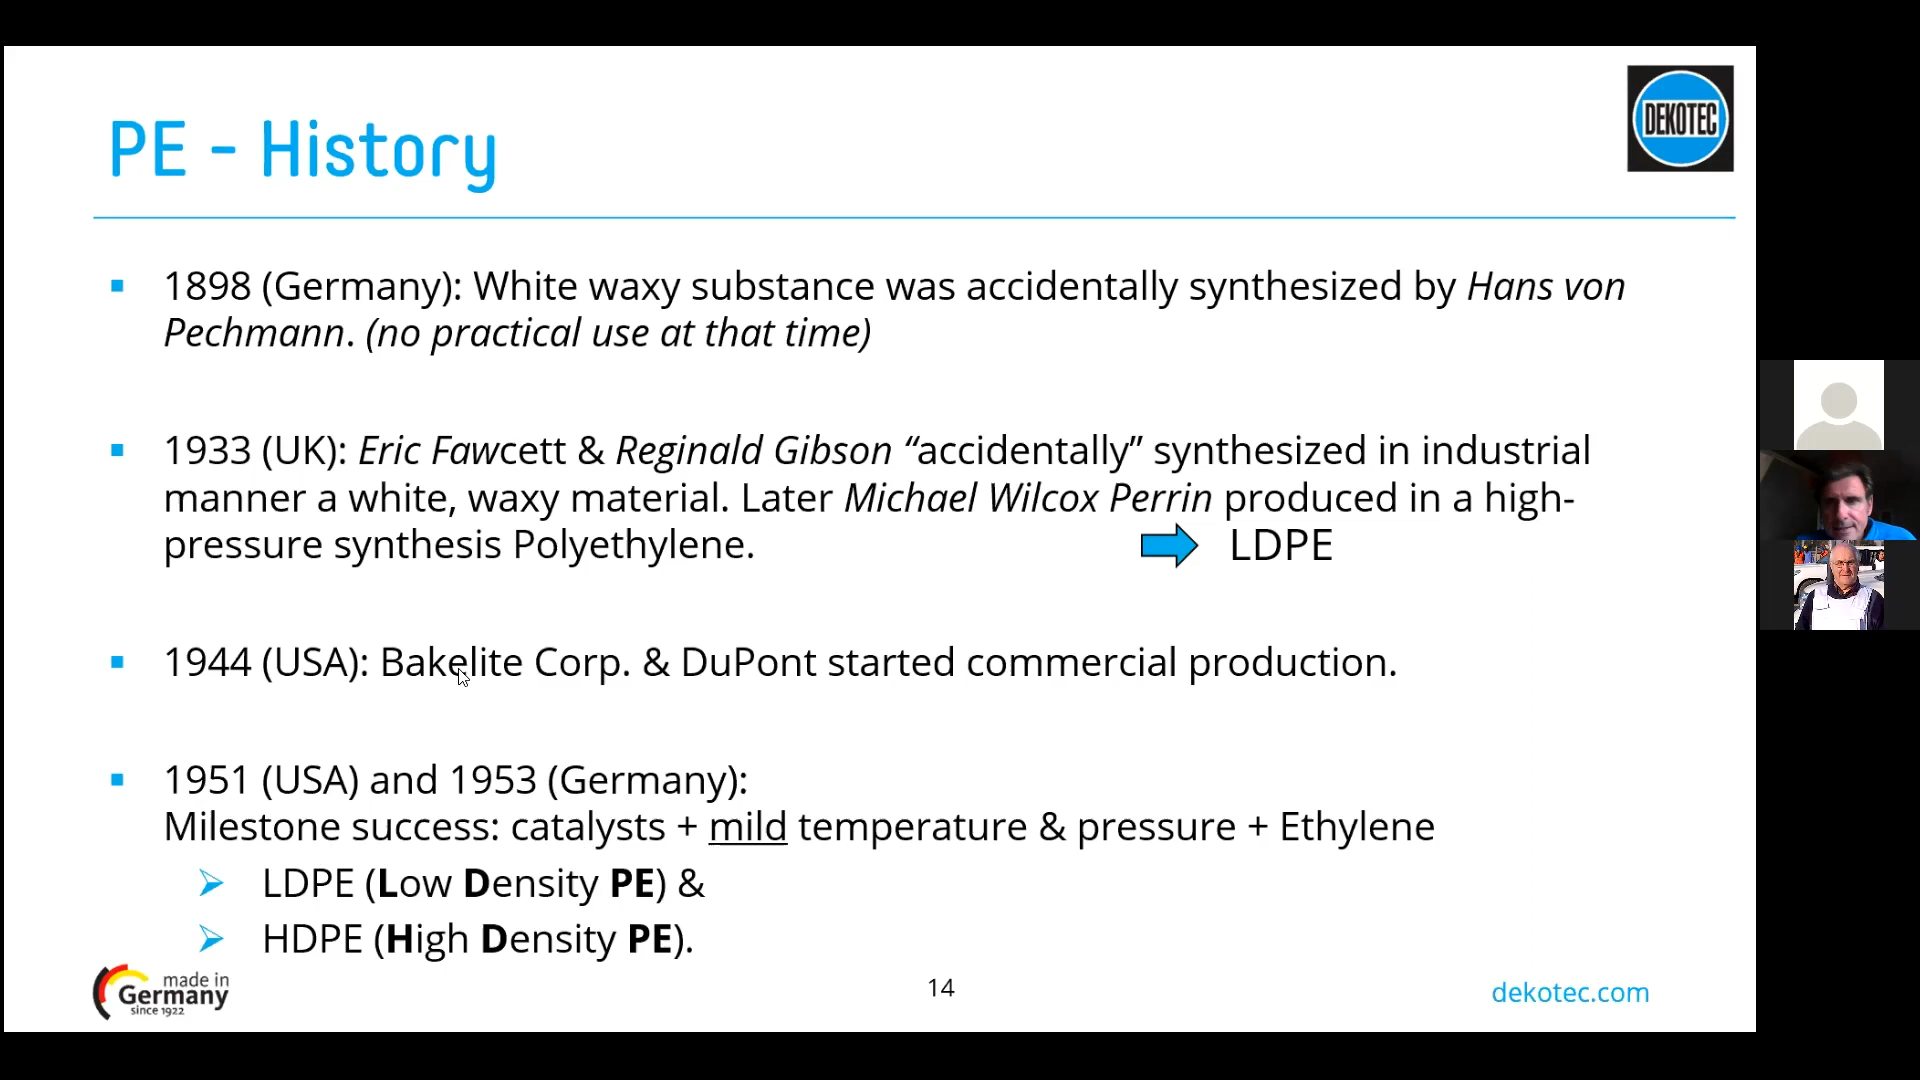 PE - History
DEKOTEC
1898 (Germany): White waxy substance was accidentally synthesized by Hans von
Pechmann. (no practical use at that time)
1933 (UK): Eric Fawcett & Reginald Gibson “accidentally” synthesized in industrial
manner a white, waxy material. Later Michael Wilcox Perrin produced in a high-
pressure synthesis Polyethylene.
LDPE
1944 (USA): Bakelite Corp. & DuPont started commercial production.
1951 (USA) and 1953 (Germany):
Milestone success: catalysts + mild temperature & pressure + Ethylene
LDPE (Low Density PE) &
HDPE (High Density PE).
made in
Germany
since 1922
14
dekotec.com